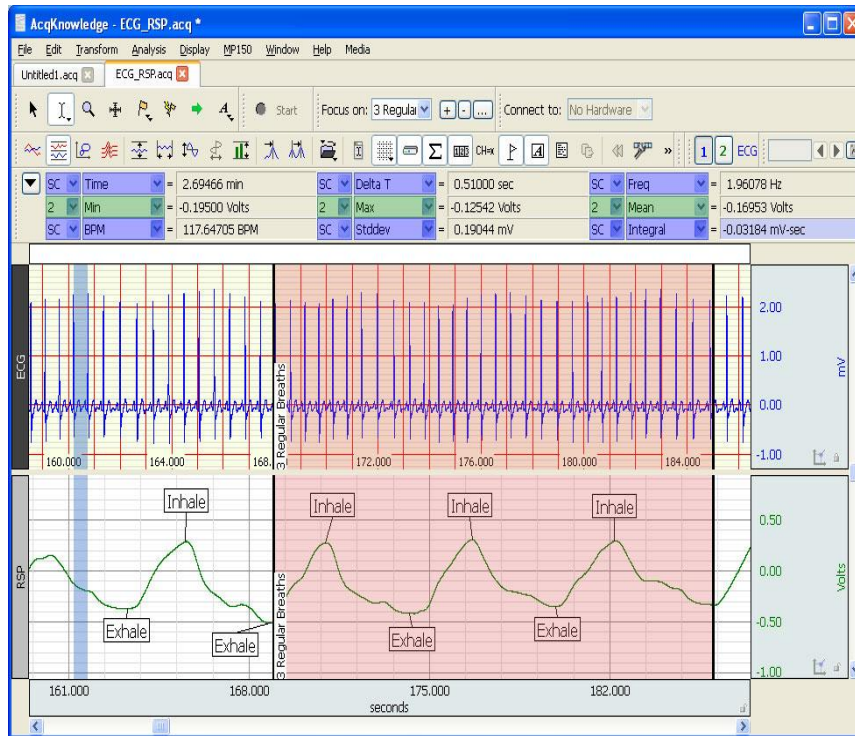 AcqKnowledge - ECG_RSP.acq *
File Edit Transform Analysis Display MP150 Window Help Media
Untitled1.acq ECG_RSP.acq
Start Focus on: 3 Regular + - ... Connect to: No Hardware
CH=x 1 2 ECG
SC Time = 2.69466 min SC Delta T = 0.51000 sec SC Freq = 1.96078 Hz
2 Min = -0.19500 Volts 2 Max = -0.12542 Volts 2 Mean = -0.16953 Volts
SC BPM = 117.64705 BPM SC Stddev = 0.19044 mV SC Integral = -0.03184 mV-sec
ECG
3 Regular Breaths
2.00
1.00
0.00
-1.00
mV
160.000 164.000 168. 172.000 176.000 180.000 184.000
RSP
Inhale Inhale Inhale Inhale
Exhale Exhale Exhale Exhale
3 Regular Breaths
0.50
0.00
-0.50
-1.00
Volts
161.000 168.000 175.000 182.000
seconds